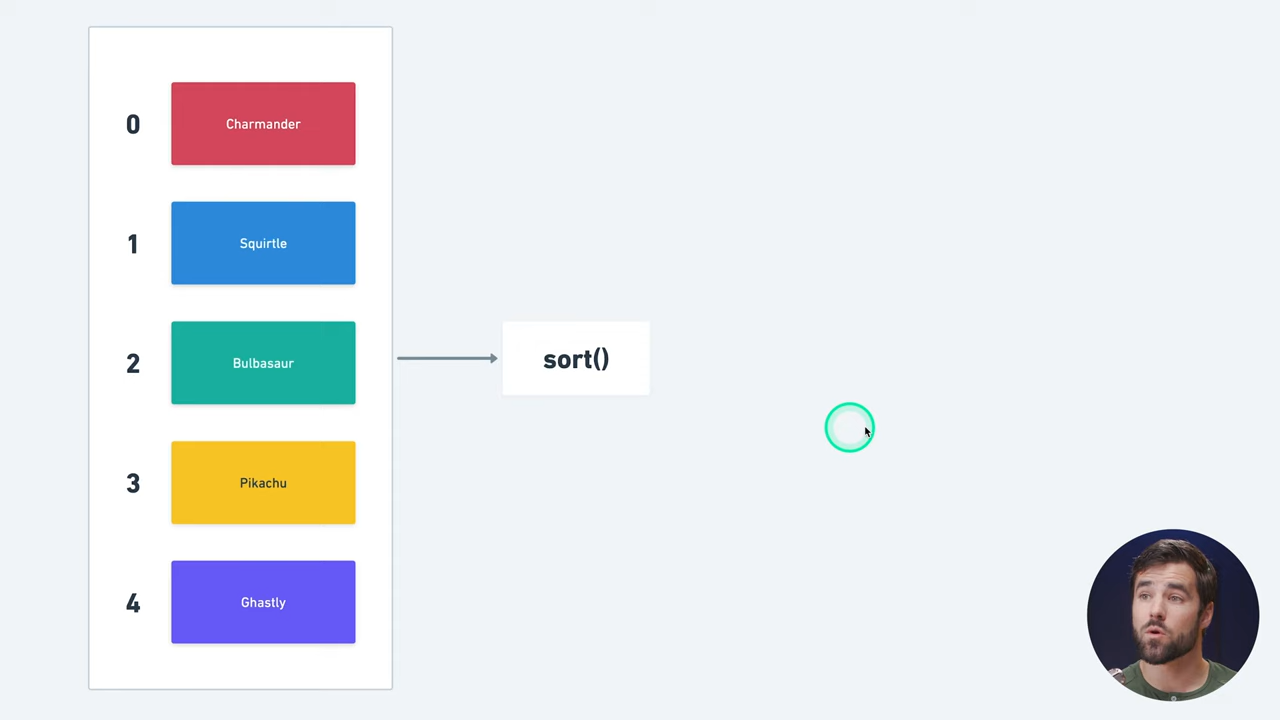 0 Charmander
1 Squirtle
2 Bulbasaur
sort()
3 Pikachu
4 Ghastly